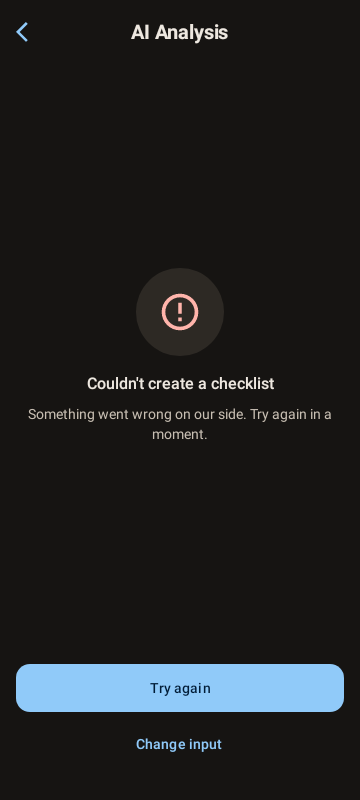 AI Analysis
Couldn't create a checklist
Something went wrong on our side. Try again in a
moment.
Try again
Change input